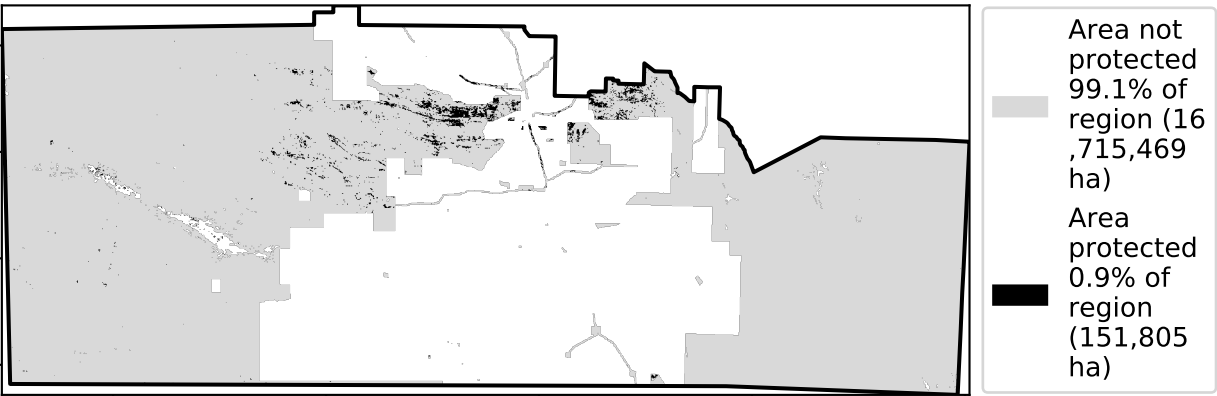 Area not
protected
99.1% of
region (16
,715,469
ha)
Area
protected
0.9% of
region
(151,805
ha)